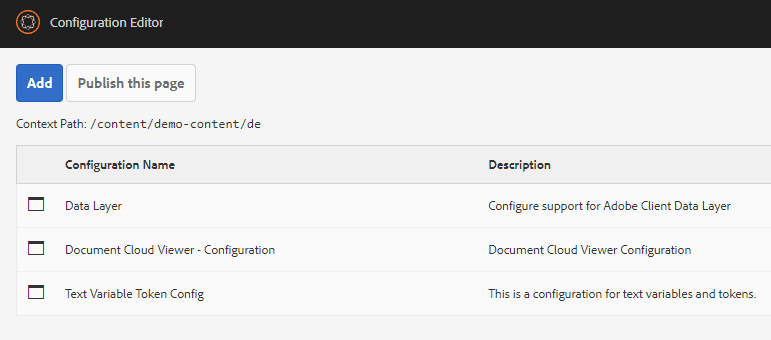 Configuration Editor
Add Publish this page
Context Path: /content/demo-content/de
Configuration Name Description
Data Layer Configure support for Adobe Client Data Layer
Document Cloud Viewer - Configuration Document Cloud Viewer Configuration
Text Variable Token Config This is a configuration for text variables and tokens.